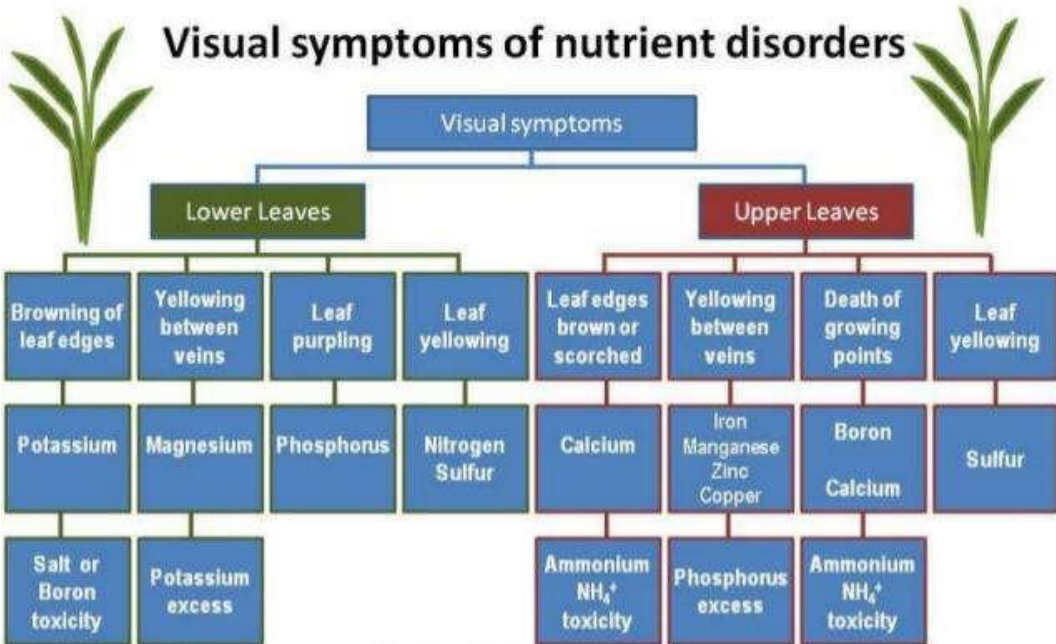 Visual symptoms of nutrient disorders
Visual symptoms
Lower Leaves
Upper Leaves
Browning of
leaf edges
Yellowing
between
veins
Leaf
purpling
Leaf
yellowing
Leaf edges
brown or
scorched
Yellowing
between
veins
Death of
growing
points
Leaf
yellowing
Potassium
Magnesium
Phosphorus
Nitrogen
Sulfur
Calcium
Iron
Manganese
Zinc
Copper
Boron
Calcium
Sulfur
Salt or
Boron
toxicity
Potassium
excess
Ammonium
NH₄⁺
toxicity
Phosphorus
excess
Ammonium
NH₄⁺
toxicity